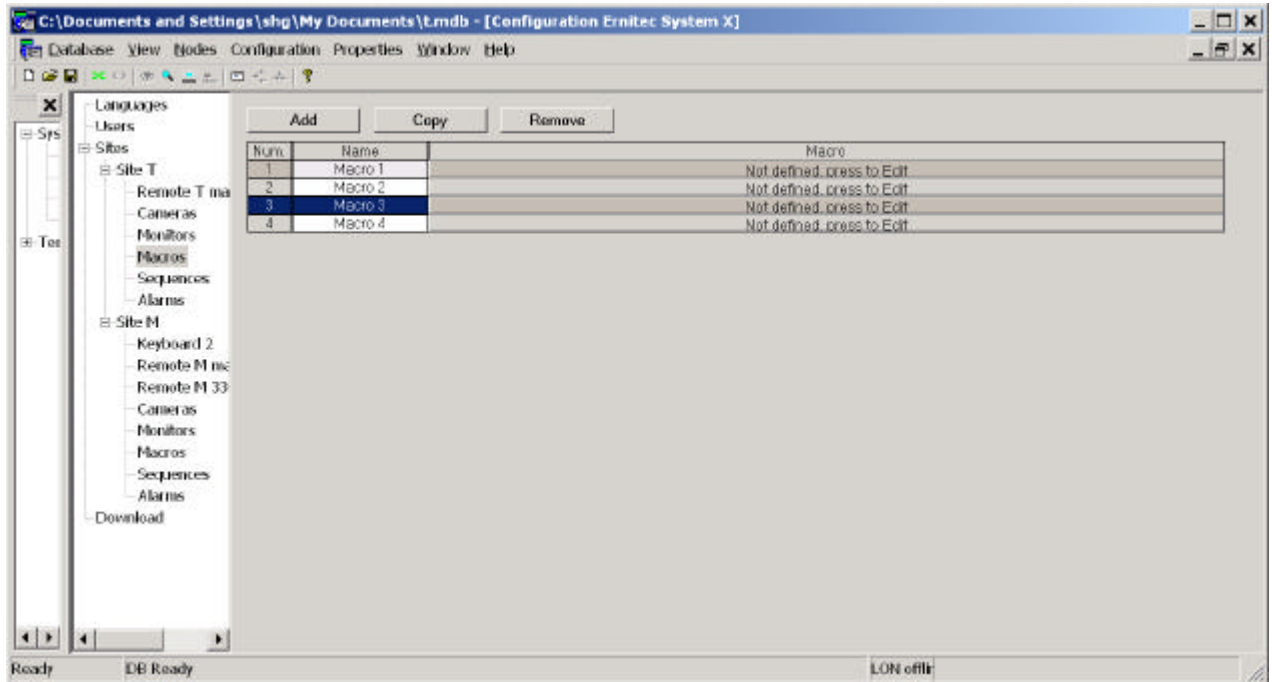 C:\Documents and Settings\shg\My Documents\t.mdb - [Configuration Ernitec System X]
Database View Nodes Configuration Properties Window Help
Languages
Users
Sites
Site T
Remote T ma
Cameras
Monitors
Macros
Sequences
Alarms
Site M
Keyboard 2
Remote M ma
Remote M 33
Cameras
Monitors
Macros
Sequences
Alarms
Download
Sys
Ter
Add Copy Remove
Num. Name Macro
1 Macro 1 Not defined, press to Edit
2 Macro 2 Not defined, press to Edit
3 Macro 3 Not defined, press to Edit
4 Macro 4 Not defined, press to Edit
Ready DB Ready LON offlin